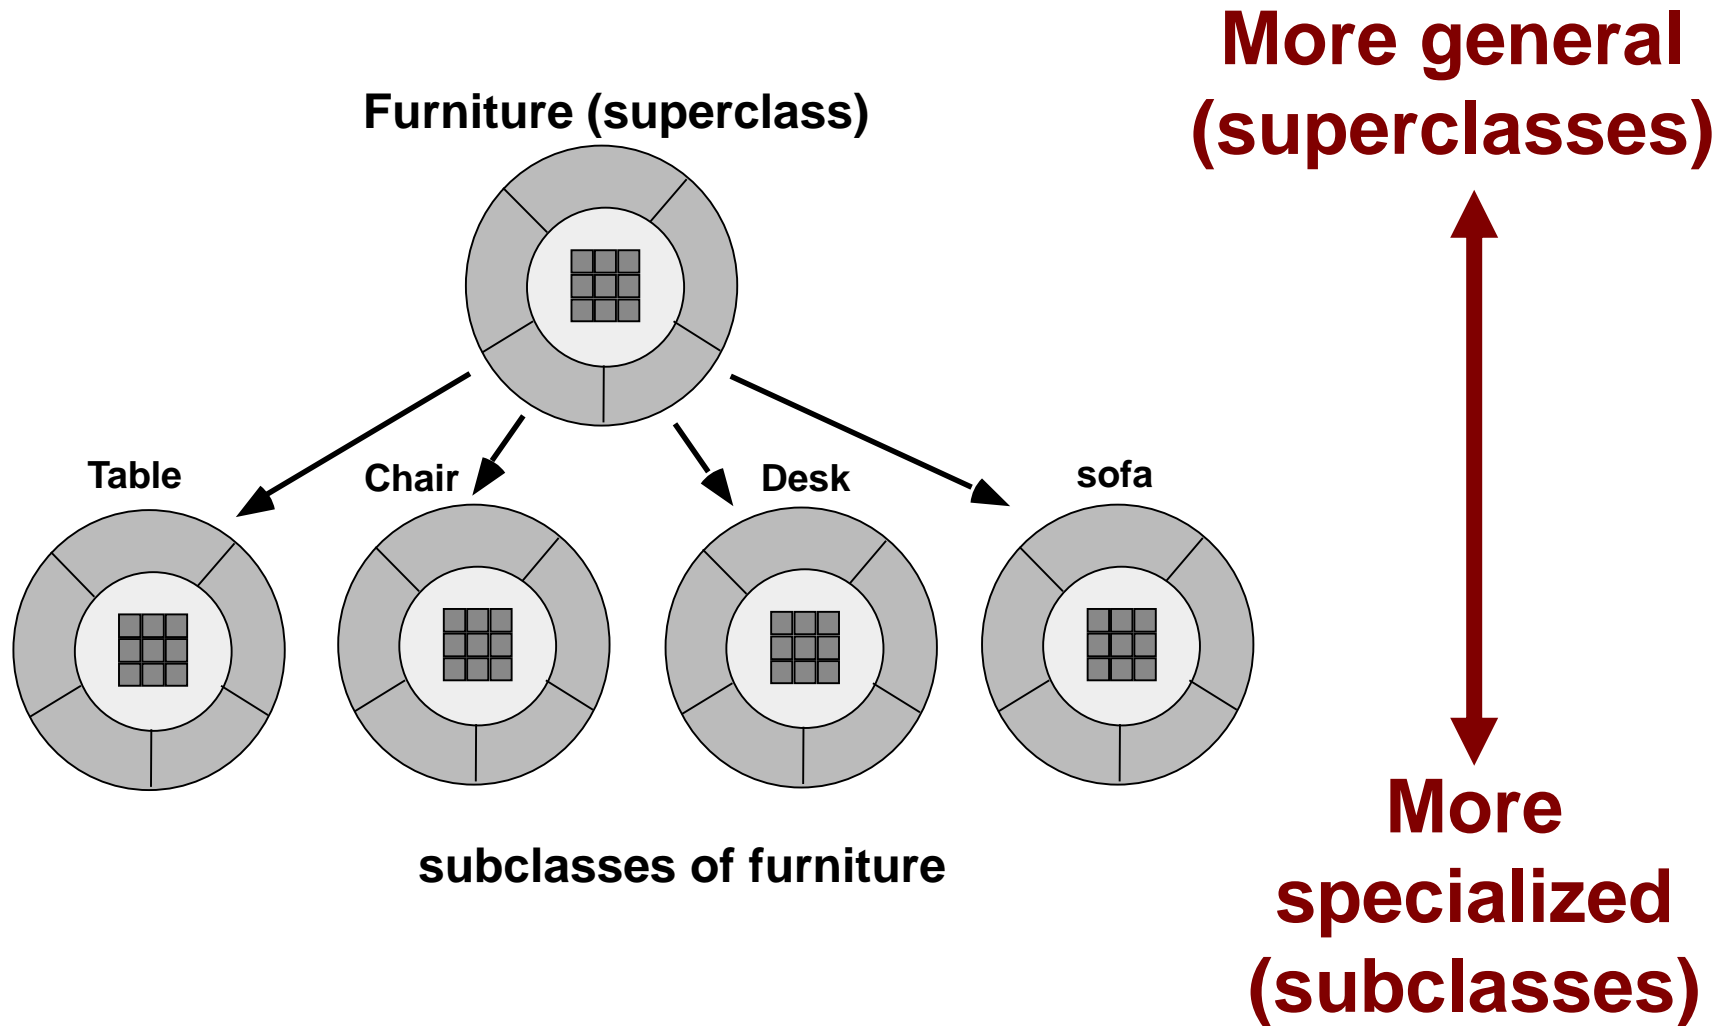 More general
(superclasses)
Furniture (superclass)
Table
Chair
Desk
sofa
subclasses of furniture
More
specialized
(subclasses)